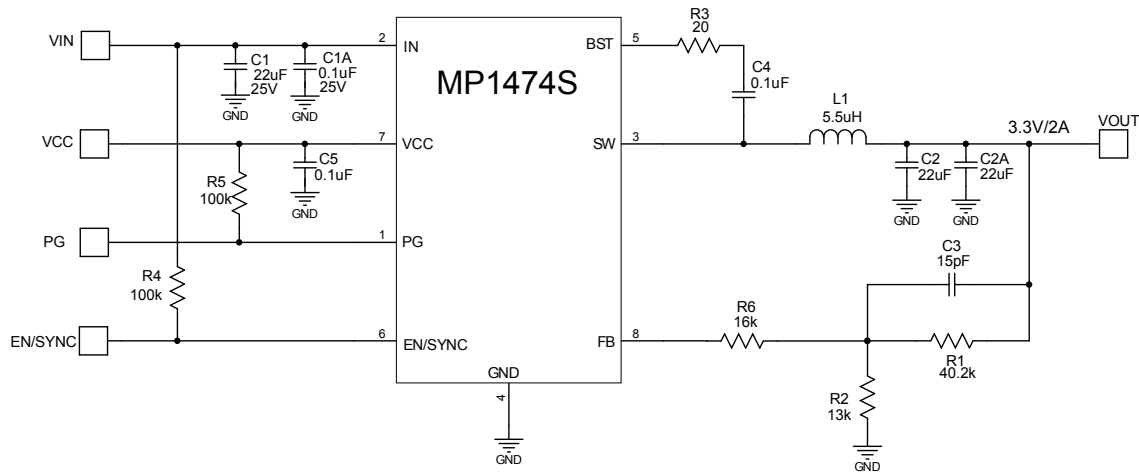 MP1474S
VIN
2
IN
C1
22uF
25V
GND
C1A
0.1uF
25V
GND
VCC
7
VCC
R5
100k
C5
0.1uF
GND
PG
1
PG
R4
100k
EN/SYNC
6
EN/SYNC
GND
4
GND
BST
5
R3
20
C4
0.1uF
SW
3
L1
5.5uH
C2
22uF
GND
C2A
22uF
GND
3.3V/2A
VOUT
C3
15pF
FB
8
R6
16k
R1
40.2k
R2
13k
GND